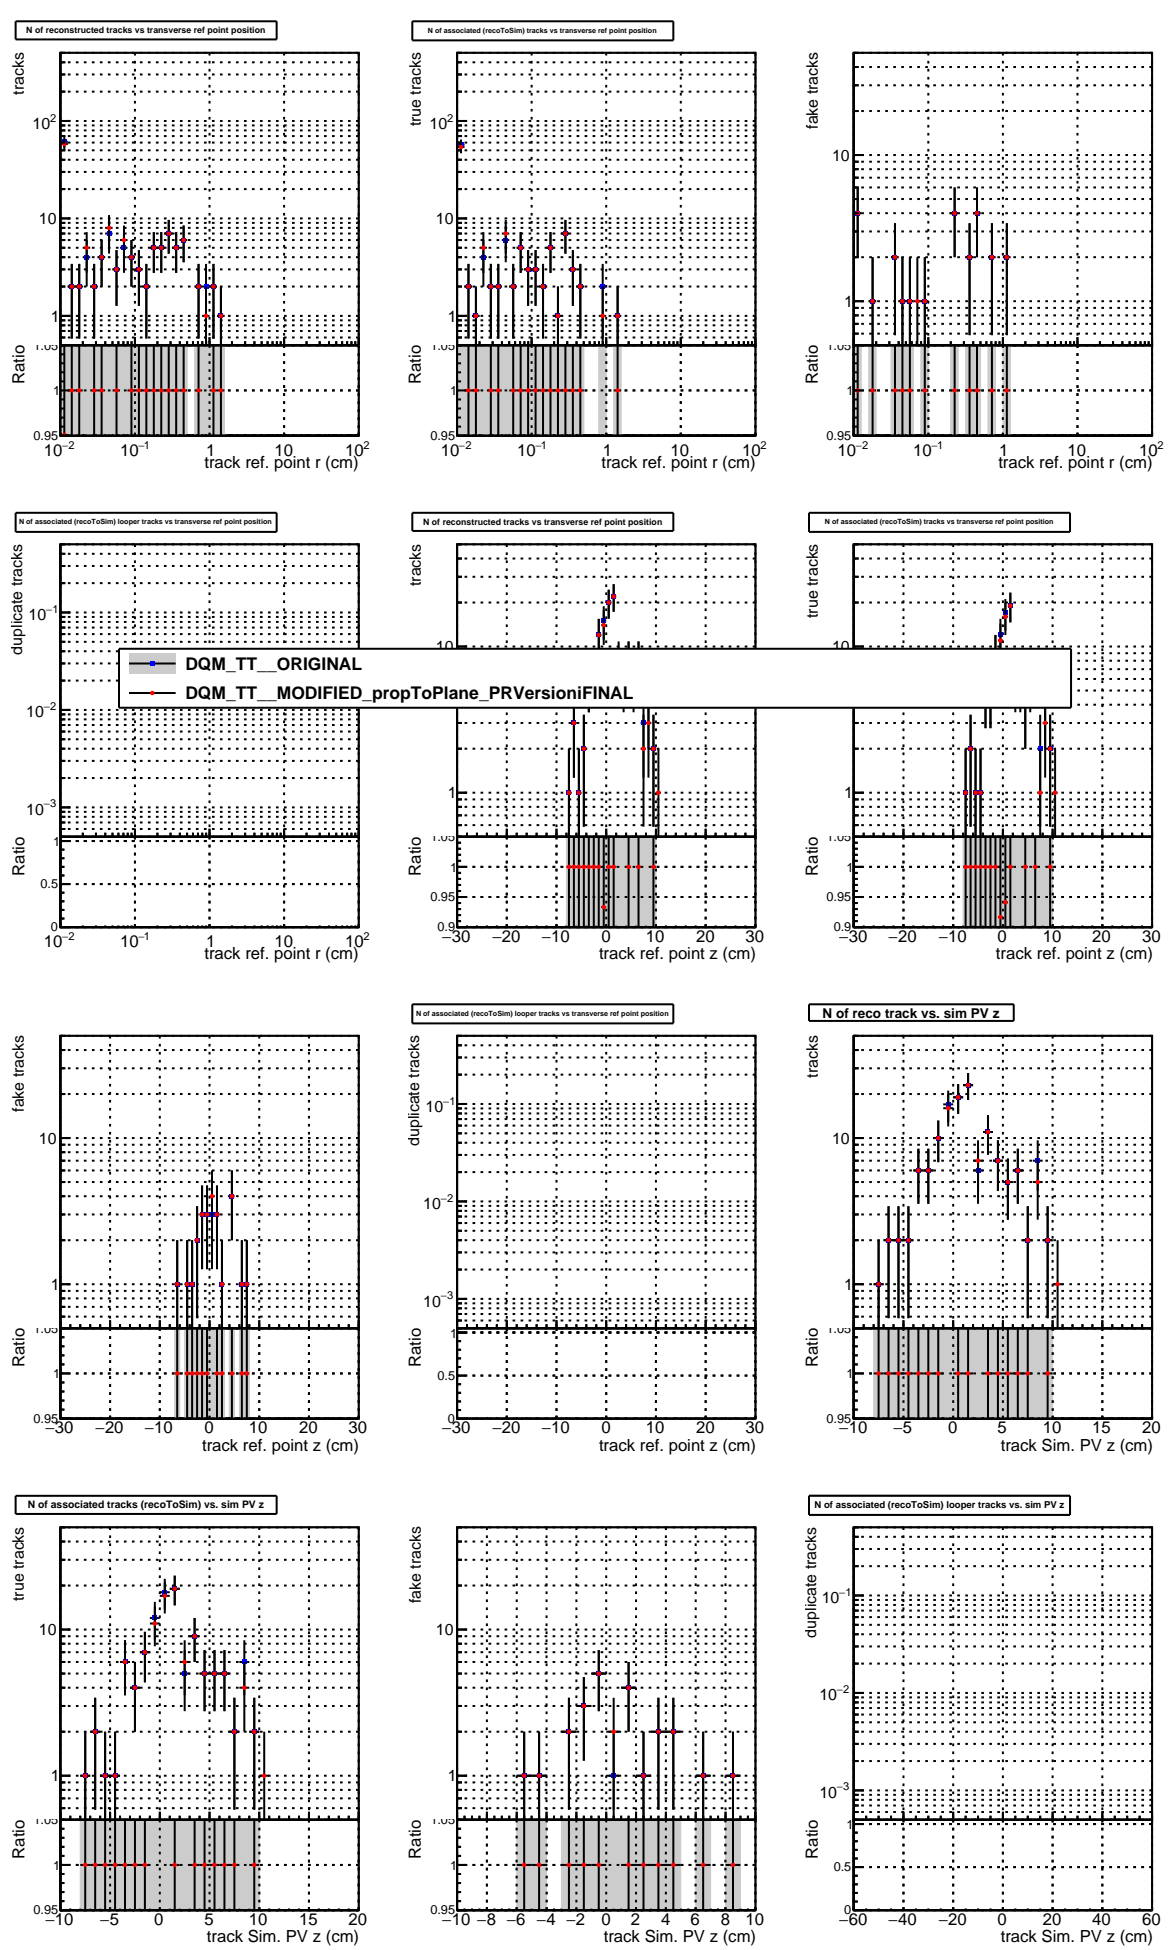 N of reconstructed tracks vs transverse ref point position
N of associated (recoToSim) tracks vs transverse ref point position
tracks
10²
10
1
Ratio
1.05
1
0.95
10⁻² 10⁻¹ 1 10 10²
track ref. point r (cm)
true tracks
10²
10
1
Ratio
1.05
1
0.95
10⁻² 10⁻¹ 1 10 10²
track ref. point r (cm)
fake tracks
10
1
Ratio
1.05
1
0.95
10⁻² 10⁻¹ 1 10 10²
track ref. point r (cm)
N of associated (recoToSim) looper tracks vs transverse ref point position
N of reconstructed tracks vs transverse ref point position
N of associated (recoToSim) tracks vs transverse ref point position
duplicate tracks
10⁻¹
10⁻²
10⁻³
Ratio
1
0.5
0
10⁻² 10⁻¹ 1 10 10²
track ref. point r (cm)
tracks
10
1
Ratio
1.05
1
0.95
0.9
−30 −20 −10 0 10 20 30
track ref. point z (cm)
true tracks
10
1
Ratio
1.05
1
0.95
0.9
−30 −20 −10 0 10 20 30
track ref. point z (cm)
DQM_TT__ORIGINAL
DQM_TT__MODIFIED_propToPlane_PRVersioniFINAL
N of associated (recoToSim) looper tracks vs transverse ref point position
N of reco track vs. sim PV z
fake tracks
10
1
Ratio
1.05
1
0.95
−30 −20 −10 0 10 20 30
track ref. point z (cm)
duplicate tracks
10⁻¹
10⁻²
10⁻³
Ratio
1
0.5
0
−30 −20 −10 0 10 20 30
track ref. point z (cm)
tracks
10
1
Ratio
1.05
1
0.95
−10 −5 0 5 10 15 20
track Sim. PV z (cm)
N of associated tracks (recoToSim) vs. sim PV z
N of associated (recoToSim) looper tracks vs. sim PV z
true tracks
10
1
Ratio
1.05
1
0.95
−10 −5 0 5 10 15 20
track Sim. PV z (cm)
fake tracks
10
1
Ratio
1.05
1
0.95
−10 −8 −6 −4 −2 0 2 4 6 8 10
track Sim. PV z (cm)
duplicate tracks
10⁻¹
10⁻²
10⁻³
Ratio
1
0.5
0
−60 −40 −20 0 20 40 60
track Sim. PV z (cm)